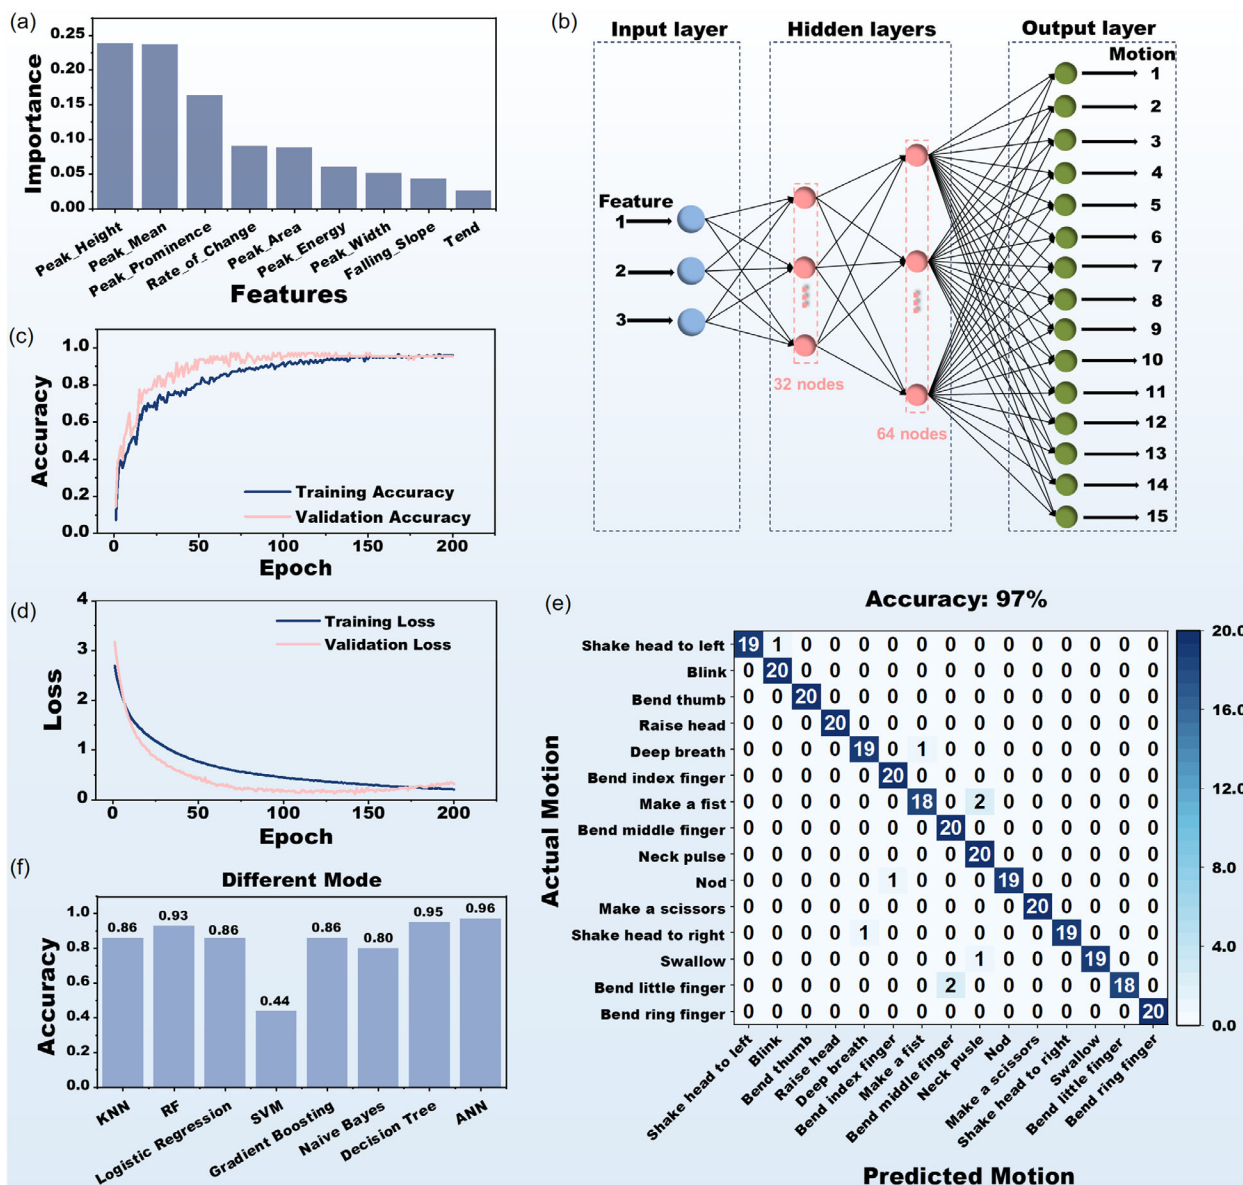 (a)
0.25
0.20
0.15
0.10
0.05
0.00
Importance
Peak_Height
Peak_Mean
Peak_Prominence
Rate_of_Change
Peak_Area
Peak_Energy
Peak_Width
Falling_Slope
Tend
Features
(b)
Input layer
Hidden layers
Output layer
Feature
1
2
3
32 nodes
64 nodes
Motion
1
2
3
4
5
6
7
8
9
10
11
12
13
14
15
(c)
1.0
0.8
0.6
0.4
0.2
0.0
Accuracy
Training Accuracy
Validation Accuracy
0 50 100 150 200
Epoch
(d)
4
3
2
1
0
Loss
Training Loss
Validation Loss
0 50 100 150 200
Epoch
(e)
Accuracy: 97%
Actual Motion
Shake head to left 19 1 0 0 0 0 0 0 0 0 0 0 0 0 0
Blink 0 20 0 0 0 0 0 0 0 0 0 0 0 0 0
Bend thumb 0 0 20 0 0 0 0 0 0 0 0 0 0 0 0
Raise head 0 0 0 20 0 0 0 0 0 0 0 0 0 0 0
Deep breath 0 0 0 0 19 0 1 0 0 0 0 0 0 0 0
Bend index finger 0 0 0 0 0 20 0 0 0 0 0 0 0 0 0
Make a fist 0 0 0 0 0 0 18 0 2 0 0 0 0 0 0
Bend middle finger 0 0 0 0 0 0 0 20 0 0 0 0 0 0 0
Neck pulse 0 0 0 0 0 0 0 0 20 0 0 0 0 0 0
Nod 0 0 0 0 0 1 0 0 0 19 0 0 0 0 0
Make a scissors 0 0 0 0 0 0 0 0 0 0 20 0 0 0 0
Shake head to right 0 0 0 0 1 0 0 0 0 0 0 19 0 0 0
Swallow 0 0 0 0 0 0 0 0 1 0 0 0 19 0 0
Bend little finger 0 0 0 0 0 0 0 2 0 0 0 0 0 18 0
Bend ring finger 0 0 0 0 0 0 0 0 0 0 0 0 0 0 20
Shake head to left
Blink
Bend thumb
Raise head
Deep breath
Bend index finger
Make a fist
Bend middle finger
Neck pusle
Nod
Make a scissors
Shake head to right
Swallow
Bend little finger
Bend ring finger
Predicted Motion
20.0
16.0
12.0
8.0
4.0
0.0
(f)
Different Mode
1.0
0.8
0.6
0.4
0.2
0.0
Accuracy
0.86
0.93
0.86
0.44
0.86
0.80
0.95
0.96
KNN
RF
Logistic Regression
SVM
Gradient Boosting
Naive Bayes
Decision Tree
ANN